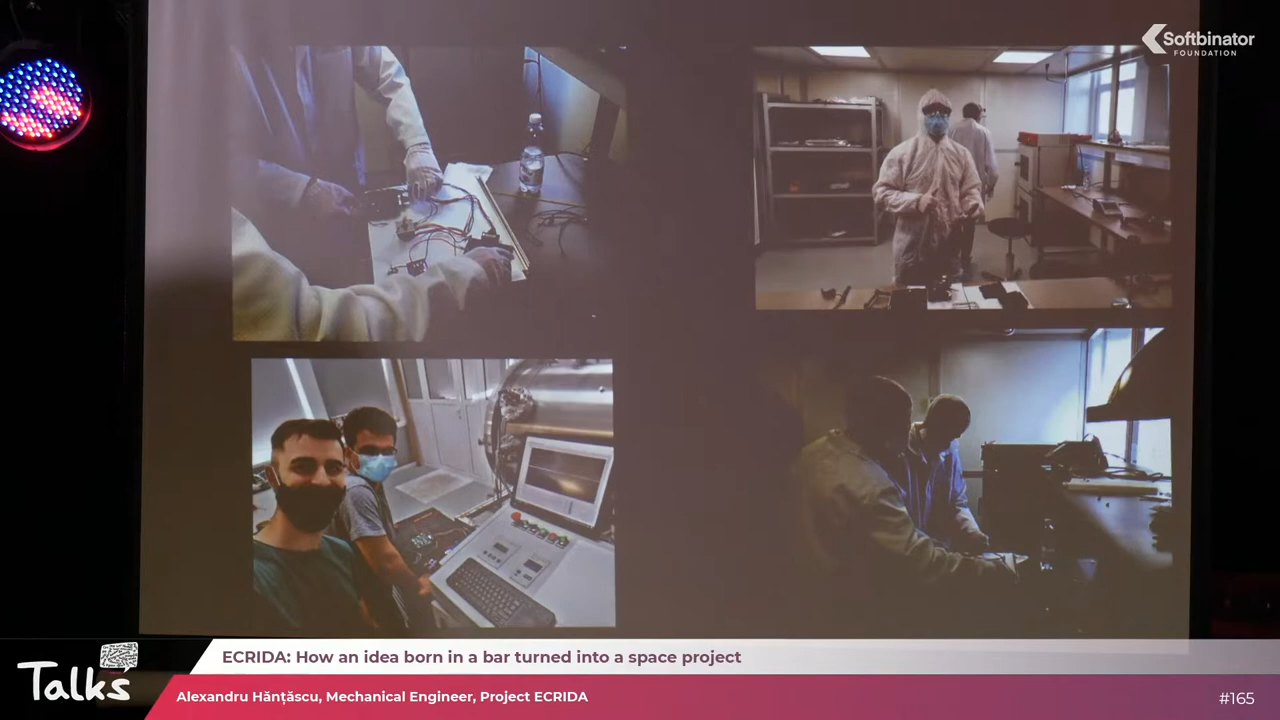 Softbinator
FOUNDATION
Talks
ECRIDA: How an idea born in a bar turned into a space project
Alexandru Hănțăscu, Mechanical Engineer, Project ECRIDA
#165